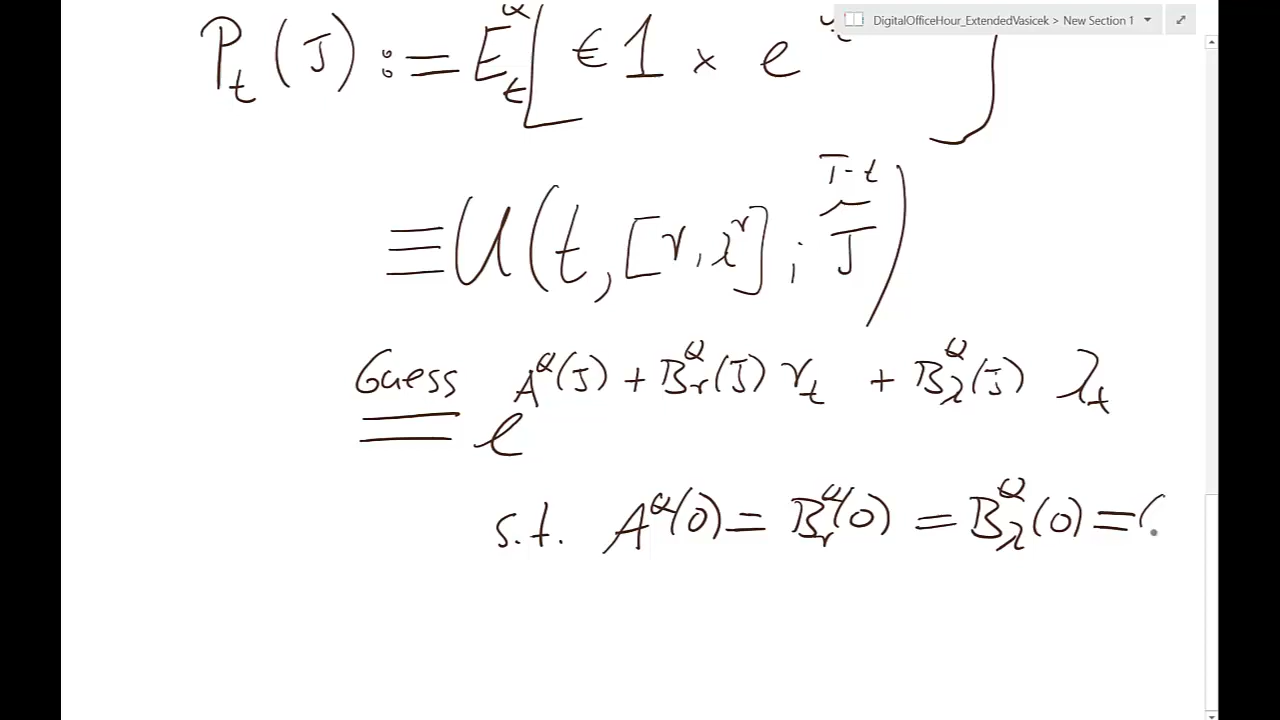 DigitalOfficeHour_ExtendedVasicek > New Section 1
P_t(J) := E_t^Q[ €1 × e ]
T-t
≡ U(t, [r, λ^r] ; J)
Guess e^{A^Q(J) + B_r^Q(J) r_t + B_λ^Q(J) λ_t}
s.t. A^Q(0) = B_r^Q(0) = B_λ^Q(0) =